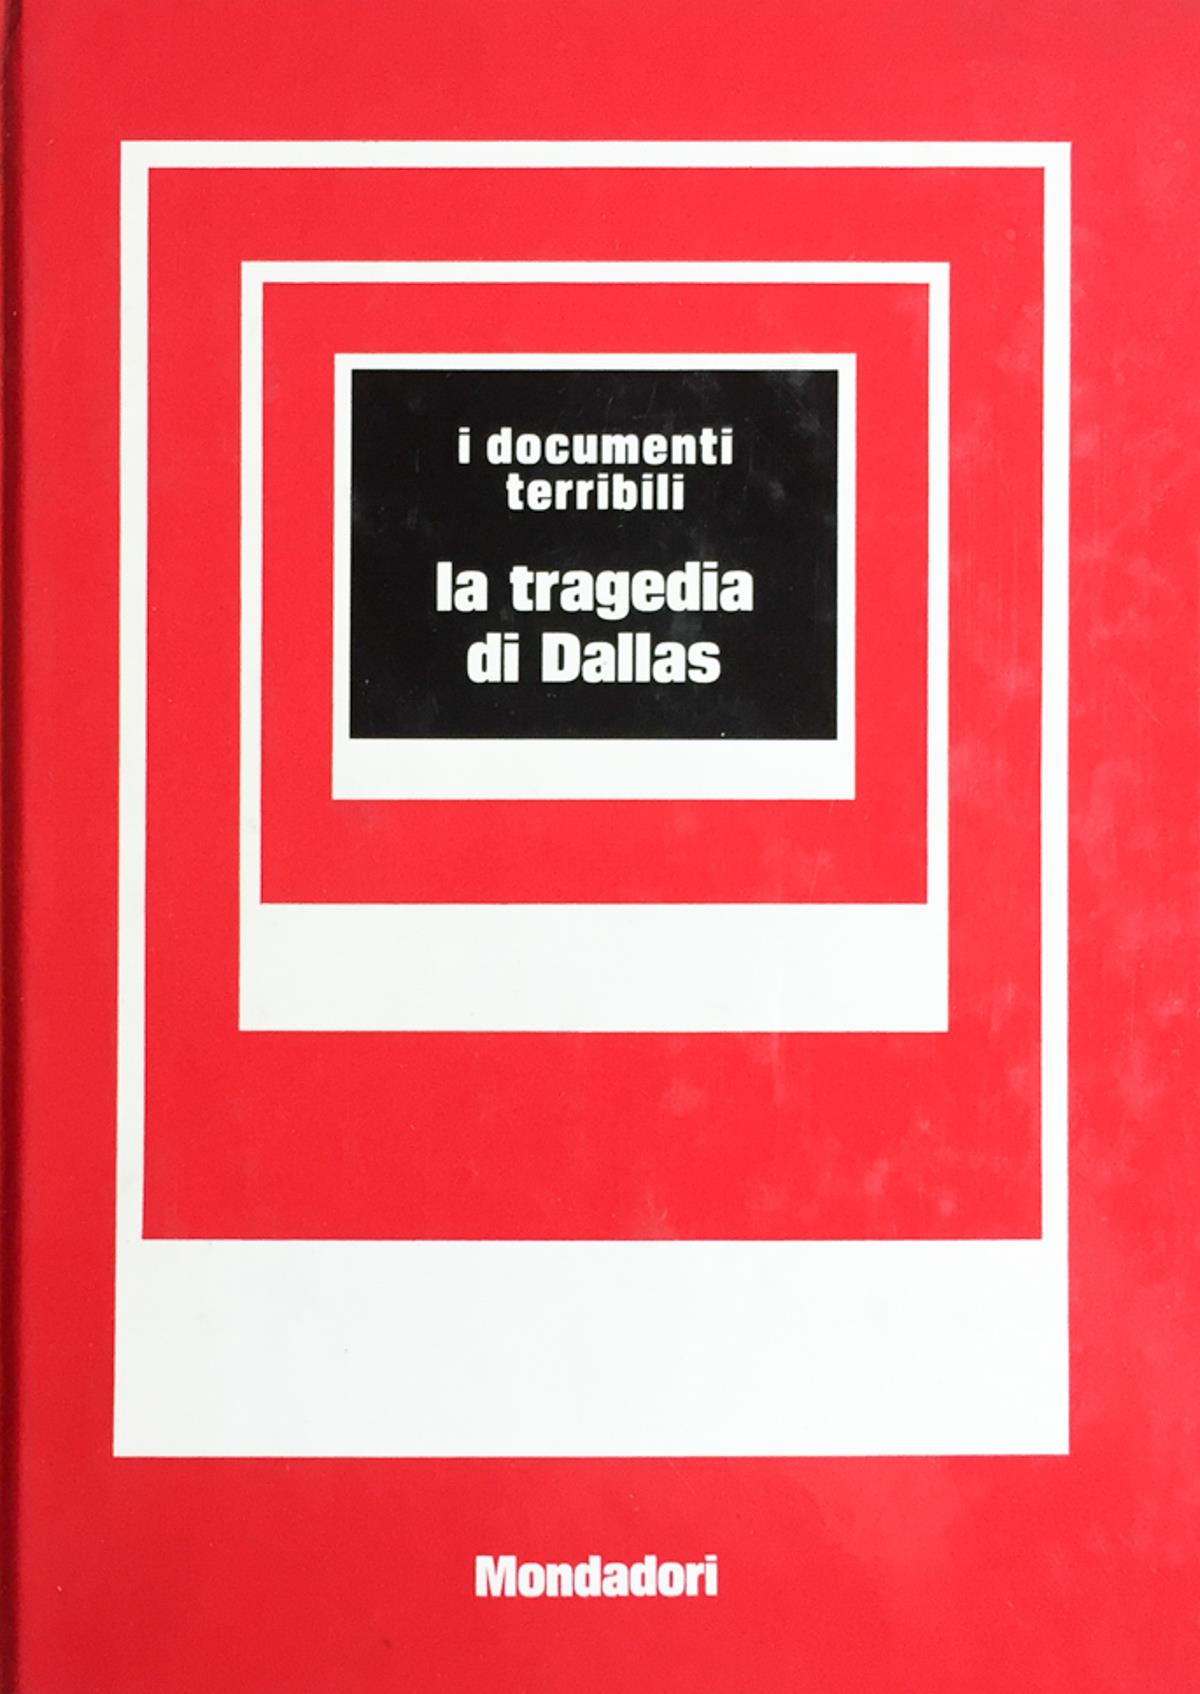 i documenti
terribili
la tragedia
di Dallas
Mondadori